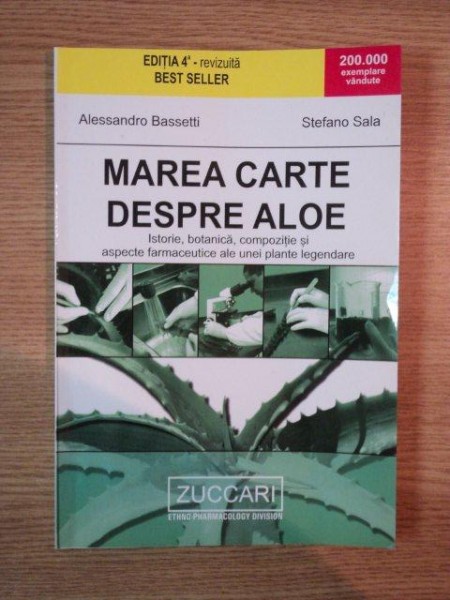 EDIȚIA 4ª - revizuită
BEST SELLER
200.000
exemplare
vândute
Alessandro Bassetti
Stefano Sala
MAREA CARTE
DESPRE ALOE
Istorie, botanică, compoziție și
aspecte farmaceutice ale unei plante legendare
ZUCCARI
ETHNO-PHARMACOLOGY DIVISION